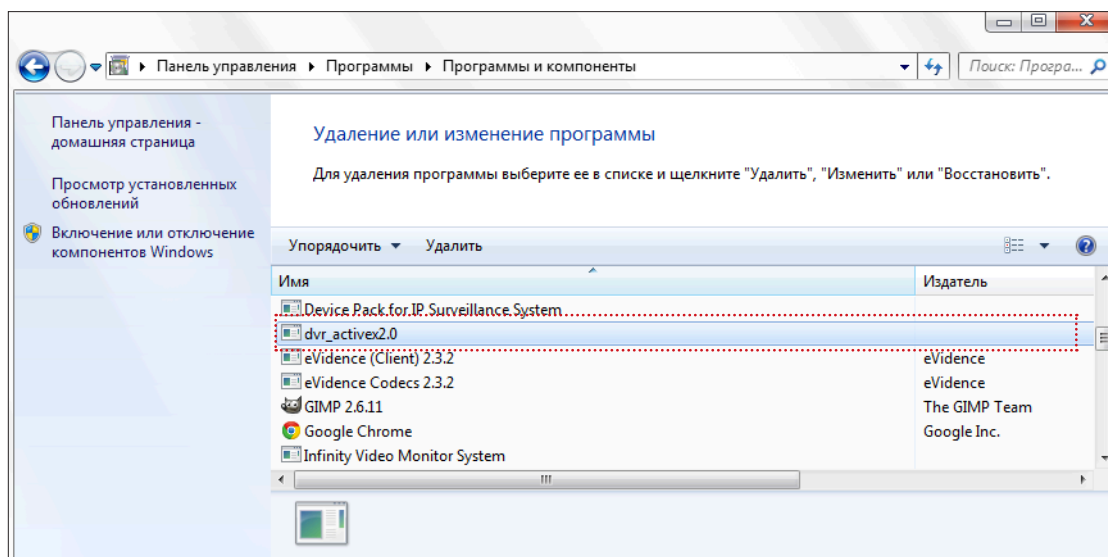 Панель управления ▸ Программы ▸ Программы и компоненты
Поиск: Програ...
Панель управления -
домашняя страница
Просмотр установленных
обновлений
Включение или отключение
компонентов Windows
Удаление или изменение программы
Для удаления программы выберите ее в списке и щелкните "Удалить", "Изменить" или "Восстановить".
Упорядочить Удалить
Имя Издатель
Device Pack for IP Surveillance System
dvr_activex2.0
eVidence (Client) 2.3.2 eVidence
eVidence Codecs 2.3.2 eVidence
GIMP 2.6.11 The GIMP Team
Google Chrome Google Inc.
Infinity Video Monitor System